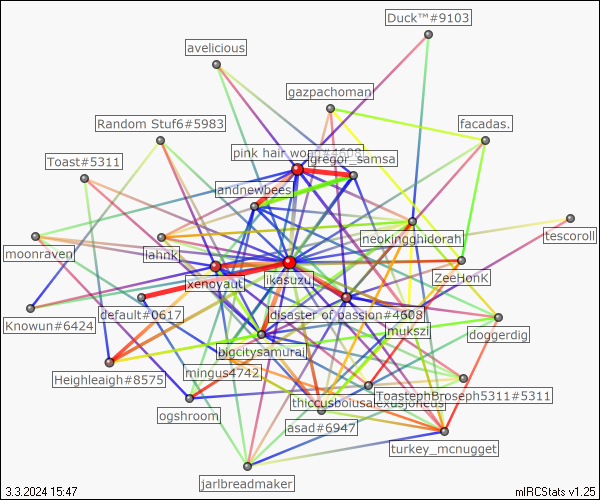 Duck™#9103
avelicious
gazpachoman
Random Stuf6#5983
facadas.
pink hair wong#4608
gregor_samsa
Toast#5311
andnewbees
tescoroll
neokingghidorah
moonraven
lahnk
ZeeHonK
xenoyaut
ikasuzu
Knowun#6424
default#0617
disaster of passion#4608
mukszi
doggerdig
bigcitysamurai
Heighleaigh#8575
mingus4742
ToastephBroseph5311#5311
ogshroom
asad#6947
turkey_mcnugget
jarlbreadmaker
3.3.2024 15:47
mIRCStats v1.25